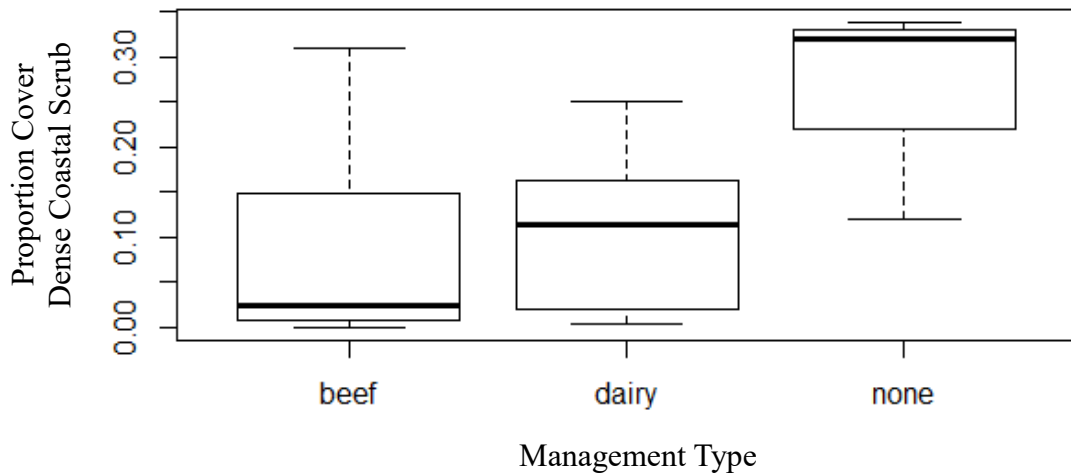 Proportion Cover
Dense Coastal Scrub
0.30
0.20
0.10
0.00
beef dairy none
Management Type